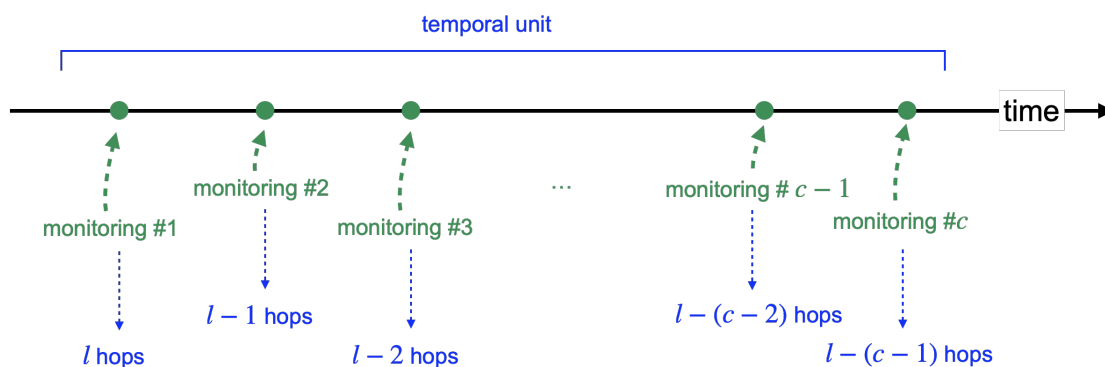 temporal unit
time
monitoring #1
monitoring #2
monitoring #3
...
monitoring # c − 1
monitoring #c
l hops
l − 1 hops
l − 2 hops
l − (c − 2) hops
l − (c − 1) hops